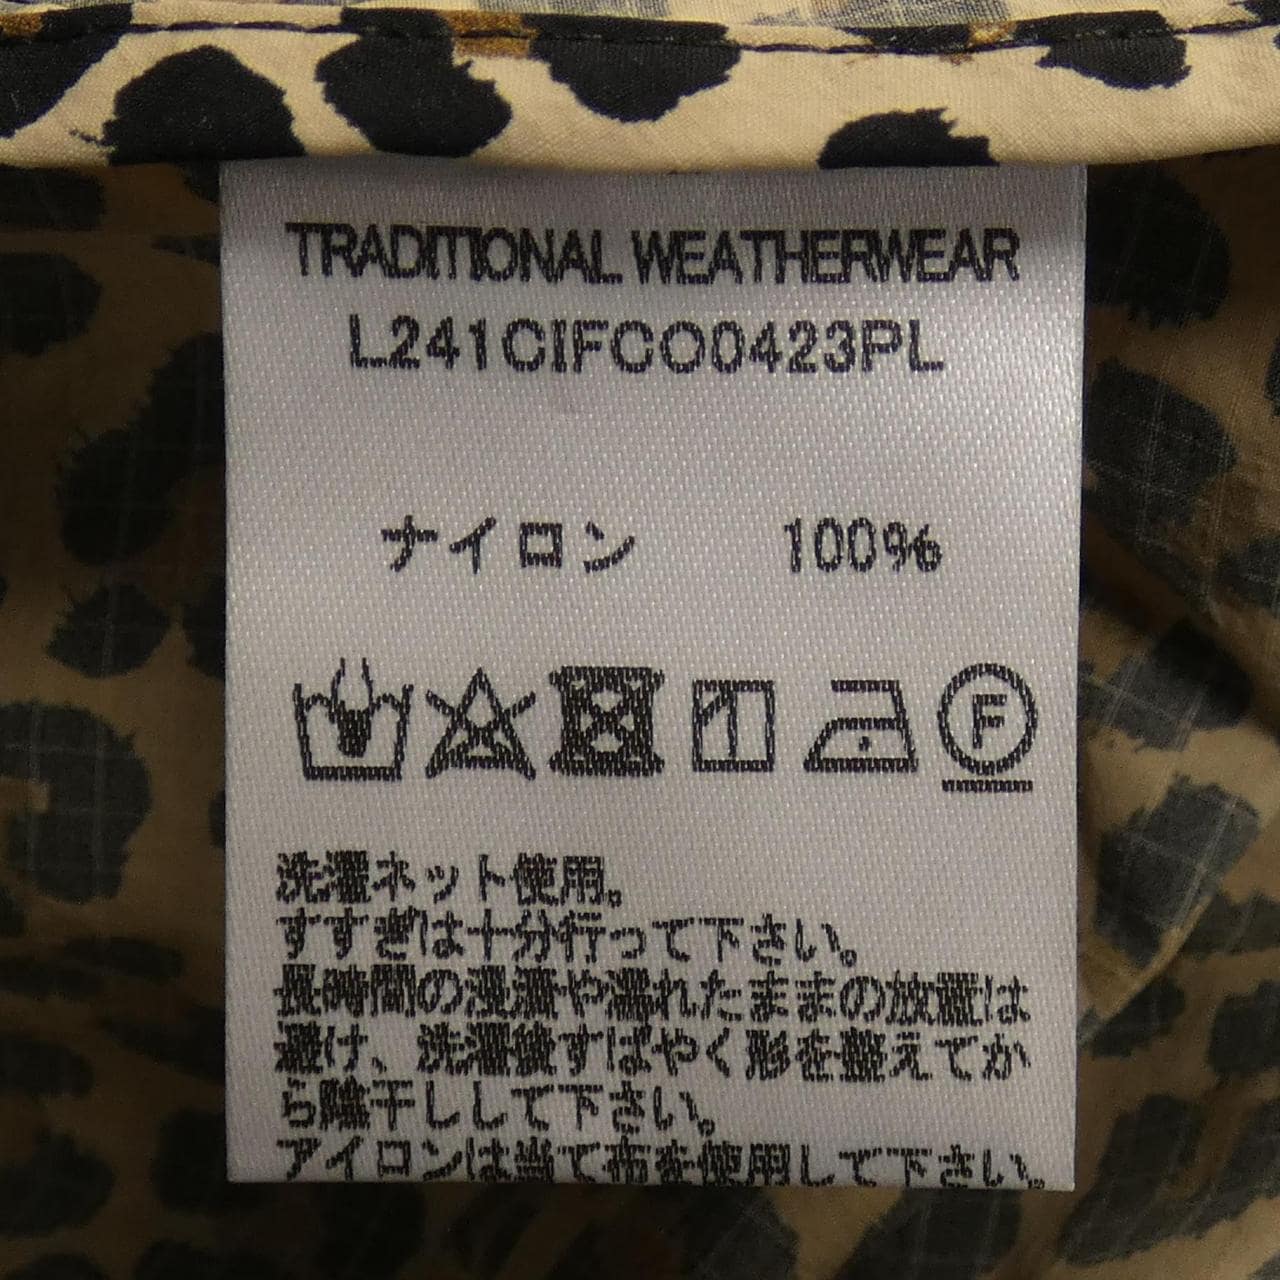 TRADITIONAL WEATHERWEAR
L241CIFCO0423PL
ナイロン 100%
F
洗濯ネット使用。
すすぎは十分行って下さい。
長時間の浸漬や濡れたままの放置は
避け、洗濯後すばやく形を整えてか
ら陰干しして下さい。
アイロンは当て布を使用して下さい。